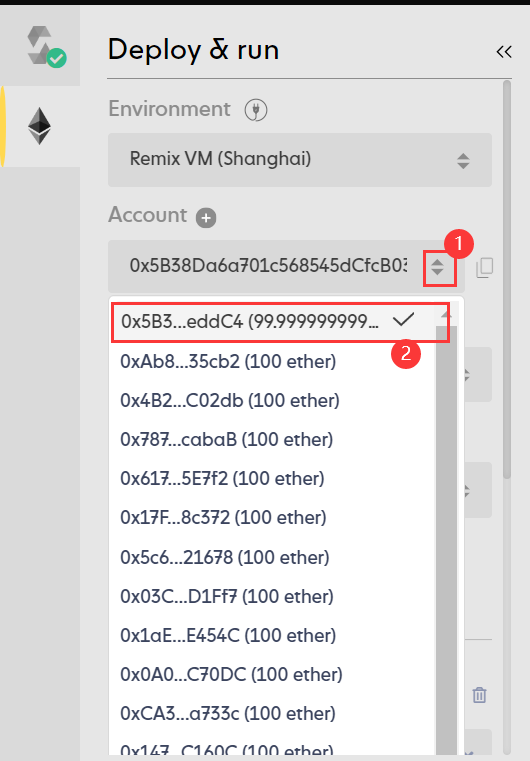 Deploy & run
Environment
Remix VM (Shanghai)
Account
1
0x5B38Da6a701c568545dCfcB03
0x5B3...eddC4 (99.999999999...
2
0xAb8...35cb2 (100 ether)
0x4B2...C02db (100 ether)
0x787...cabaB (100 ether)
0x617...5E7f2 (100 ether)
0x17F...8c372 (100 ether)
0x5c6...21678 (100 ether)
0x03C...D1Ff7 (100 ether)
0x1aE...E454C (100 ether)
0x0A0...C70DC (100 ether)
0xCA3...a733c (100 ether)
0x147...C160C (100 ether)